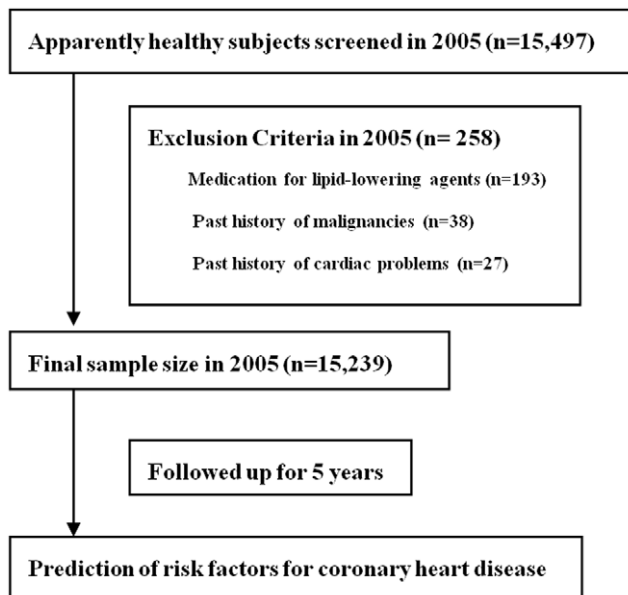 Apparently healthy subjects screened in 2005 (n=15,497)
Exclusion Criteria in 2005 (n= 258)
Medication for lipid-lowering agents (n=193)
Past history of malignancies (n=38)
Past history of cardiac problems (n=27)
Final sample size in 2005 (n=15,239)
Followed up for 5 years
Prediction of risk factors for coronary heart disease